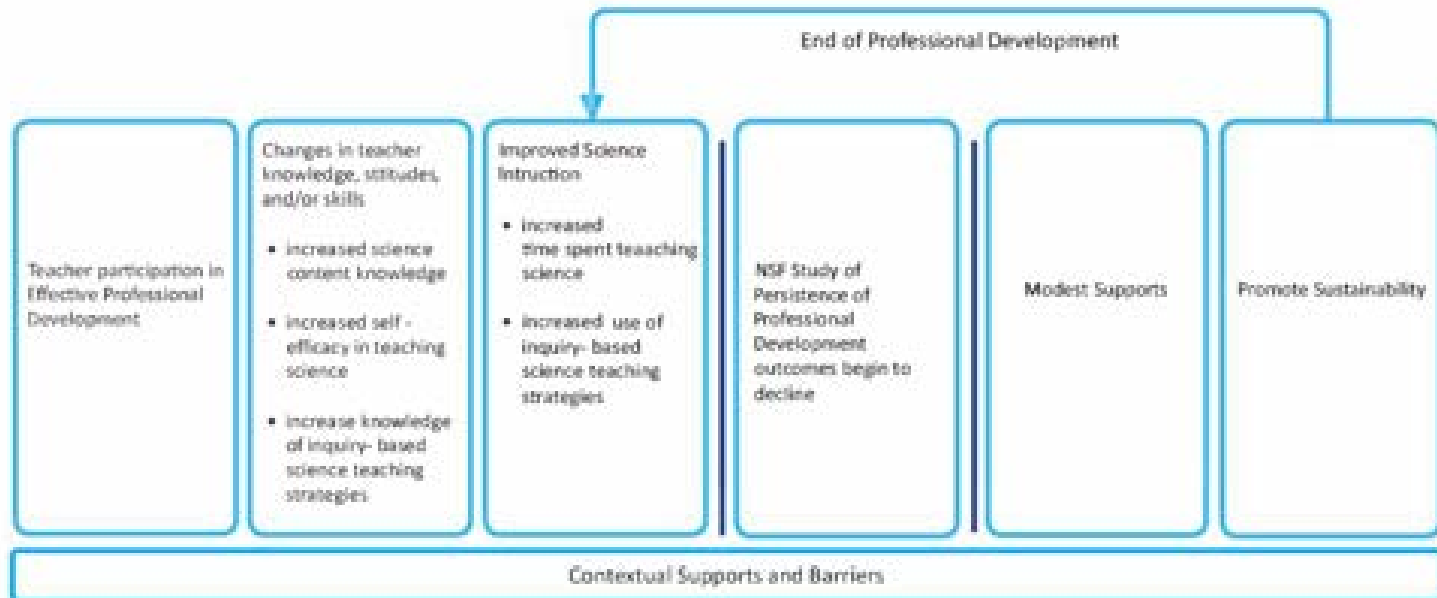 End of Professional Development
Teacher participation in
Effective Professional
Development
Changes in teacher
knowledge, sttitudes,
and/or skills
• increased science
content knowledge
• increased self -
efficacy in teaching
science
• increase knowledge
of inquiry- based
science teaching
strategies
Improved Science
Intruction
• increased
time spent teaaching
science
• increased use of
inquiry- based
science teaching
strategies
NSF Study of
Persistence of
Professional
Development
outcomes begin to
decline
Modest Supports
Promote Sustainability
Contextual Supports and Barriers